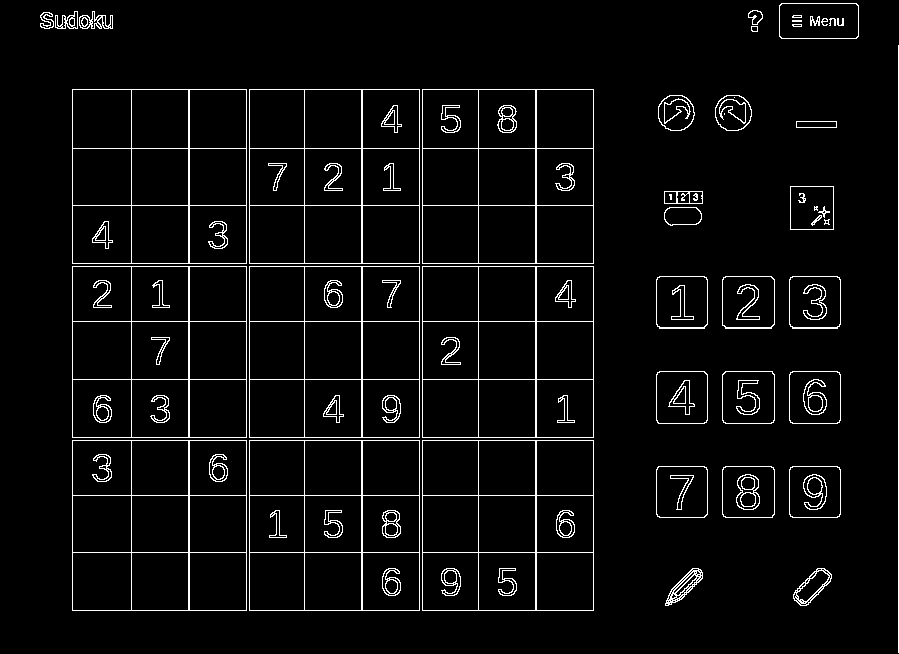 Sudoku ? Menu
4 5 8
7 2 1 3
4 3
1 2 3
3
2 1 6 7 4
1 2 3
7 2
6 3 4 9 1
4 5 6
3 6
7 8 9
1 5 8 6
6 9 5